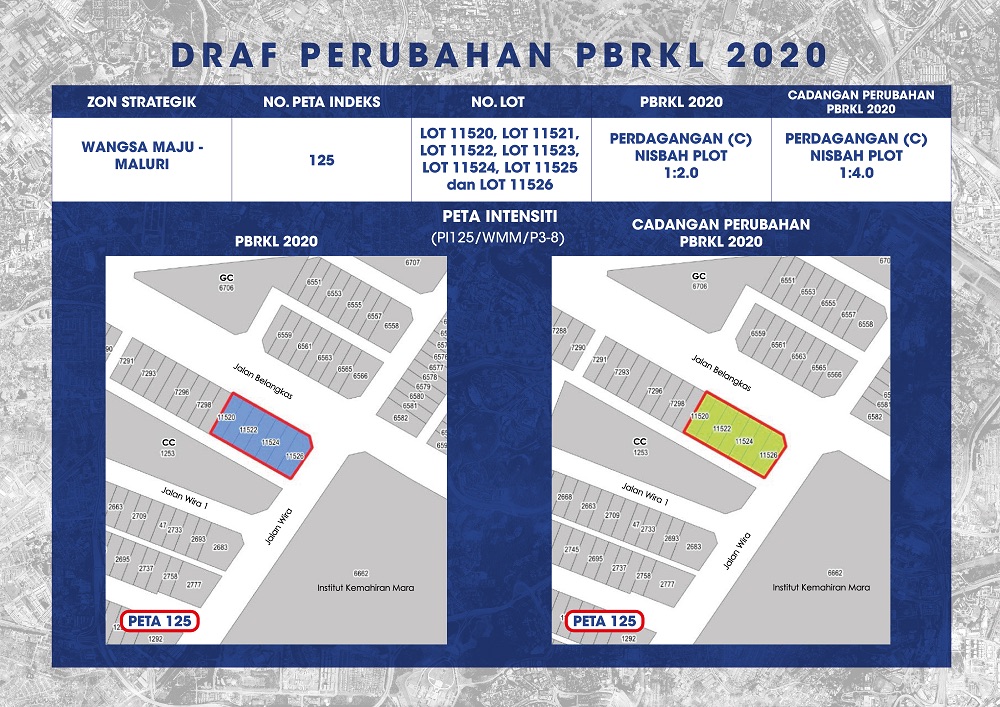 DRAF PERUBAHAN PBRKL 2020
ZON STRATEGIK
NO. PETA INDEKS
NO. LOT
PBRKL 2020
CADANGAN PERUBAHAN
PBRKL 2020
WANGSA MAJU -
MALURI
125
LOT 11520, LOT 11521,
LOT 11522, LOT 11523,
LOT 11524, LOT 11525
dan LOT 11526
PERDAGANGAN (C)
NISBAH PLOT
1:2.0
PERDAGANGAN (C)
NISBAH PLOT
1:4.0
PETA INTENSITI
(PI125/WMM/P3-8)
PBRKL 2020
6707
GC
6706
6551
6553
6555
6557
6558
6559
6561
6563
6565
6566
6576
6577
6578
6579
6580
6581
6582
7291
7293
7296
7298
Jalan Belangkas
11520
11522
11524
11526
CC
1253
Jalan Wira 1
2663
2709
47
2733
2693
2683
2695
2737
2758
2777
Jalan Wira
6662
Institut Kemahiran Mara
PETA 125
1292
CADANGAN PERUBAHAN
PBRKL 2020
GC
6706
6551
6553
6555
6557
6558
6559
6561
6563
6565
6566
6581
6582
7288
7290
7291
7293
7296
7298
Jalan Belangkas
11520
11522
11524
11526
CC
1253
Jalan Wira 1
2668
2663
2709
47
2733
2693
2683
2745
2695
2737
2758
2777
Jalan Wira
6662
Institut Kemahiran Mara
PETA 125
1292